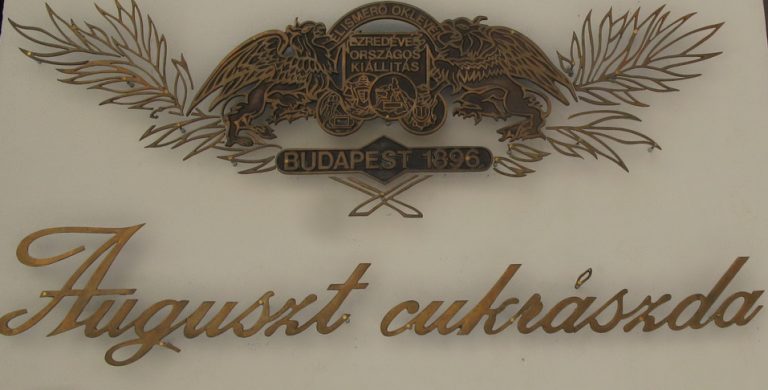 ELISMERŐ OKLEVÉL
EZREDÉVES
ORSZÁGOS
KIÁLLÍTÁS
BUDAPEST 1896
Auguszt cukrászda